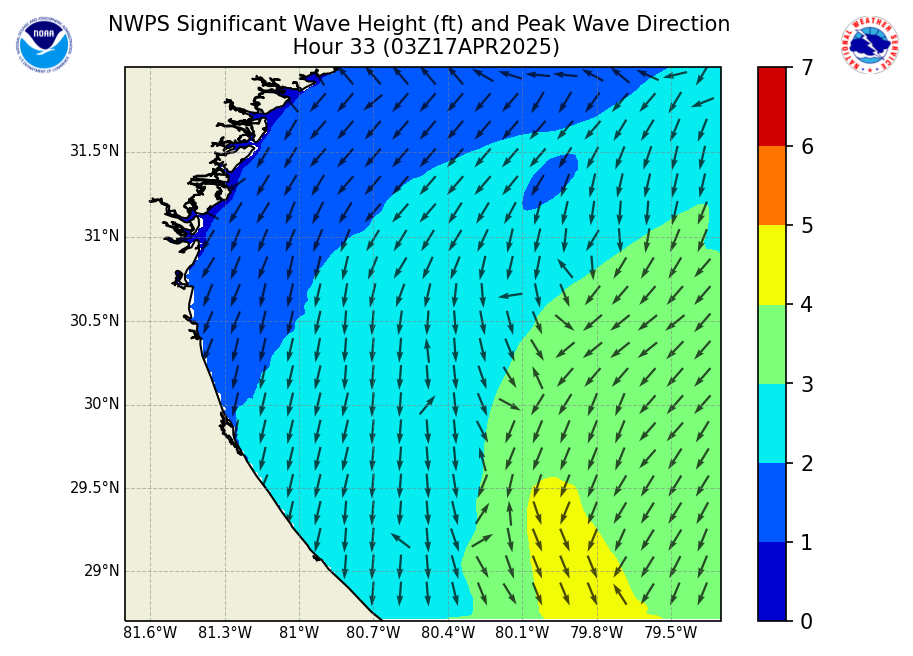 NWPS Significant Wave Height (ft) and Peak Wave Direction
Hour 33 (03Z17APR2025)
NOAA
NATIONAL WEATHER SERVICE
7
6
5
4
3
2
1
0
31.5°N
31°N
30.5°N
30°N
29.5°N
29°N
81.6°W 81.3°W 81°W 80.7°W 80.4°W 80.1°W 79.8°W 79.5°W